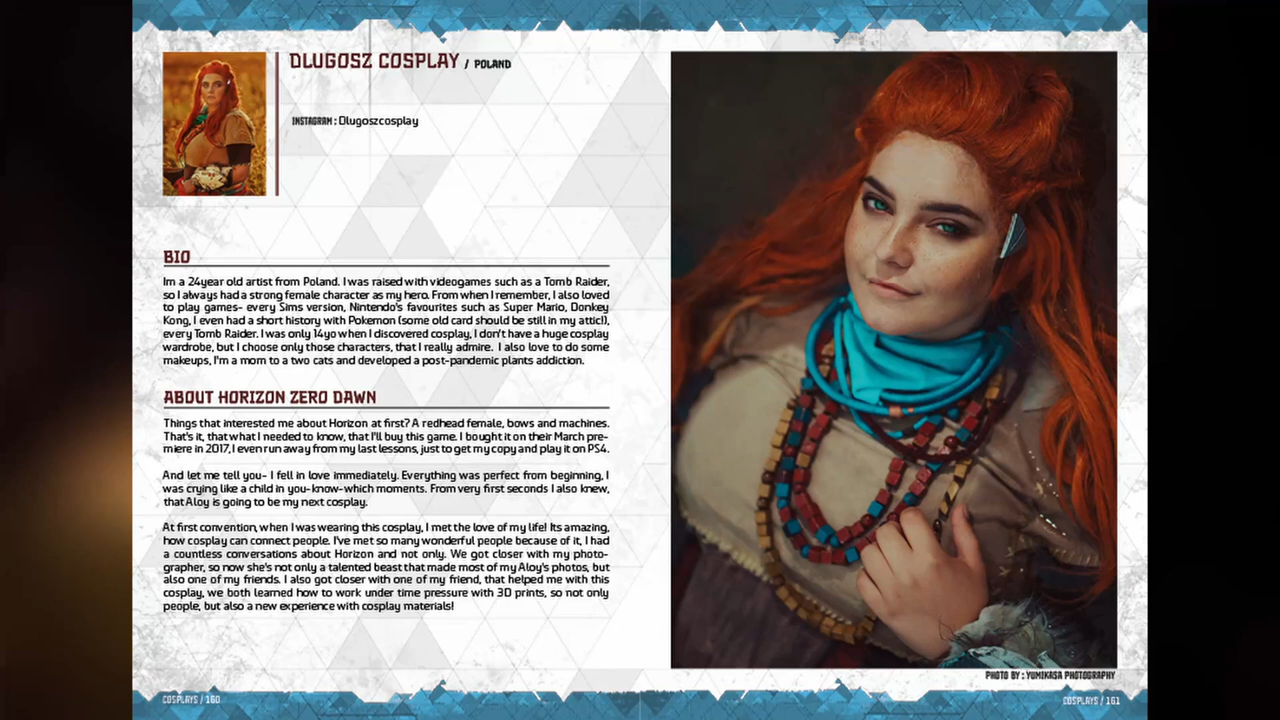 DLUGOSZ COSPLAY / POLAND
INSTAGRAM : Dlugoszcosplay
BIO
Im a 24year old artist from Poland. I was raised with videogames such as a Tomb Raider,
so I always had a strong female character as my hero. From when I remember, I also loved
to play games- every Sims version, Nintendo's favourites such as Super Mario, Donkey
Kong, I even had a short history with Pokemon (some old card should be still in my attic!),
every Tomb Raider. I was only 14yo when I discovered cosplay, I don't have a huge cosplay
wardrobe, but I choose only those characters, that I really admire. I also love to do some
makeups, I'm a mom to a two cats and developed a post-pandemic plants addiction.
ABOUT HORIZON ZERO DAWN
Things that interested me about Horizon at first? A redhead female, bows and machines.
That's it, that what I needed to know, that I'll buy this game. I bought it on their March pre-
miere in 2017, I even run away from my last lessons, just to get my copy and play it on PS4.
And let me tell you- I fell in love immediately. Everything was perfect from beginning, I
was crying like a child in you-know-which moments. From very first seconds I also knew,
that Aloy is going to be my next cosplay.
At first convention, when I was wearing this cosplay, I met the love of my life! Its amazing,
how cosplay can connect people. I've met so many wonderful people because of it, I had
a countless conversations about Horizon and not only. We got closer with my photo-
grapher, so now she's not only a talented beast that made most of my Aloy's photos, but
also one of my friends. I also got closer with one of my friend, that helped me with this
cosplay, we both learned how to work under time pressure with 3D prints, so not only
people, but also a new experience with cosplay materials!
PHOTO BY : YUMIKASA PHOTOGRAPHY
COSPLAYS / 160
COSPLAYS / 161